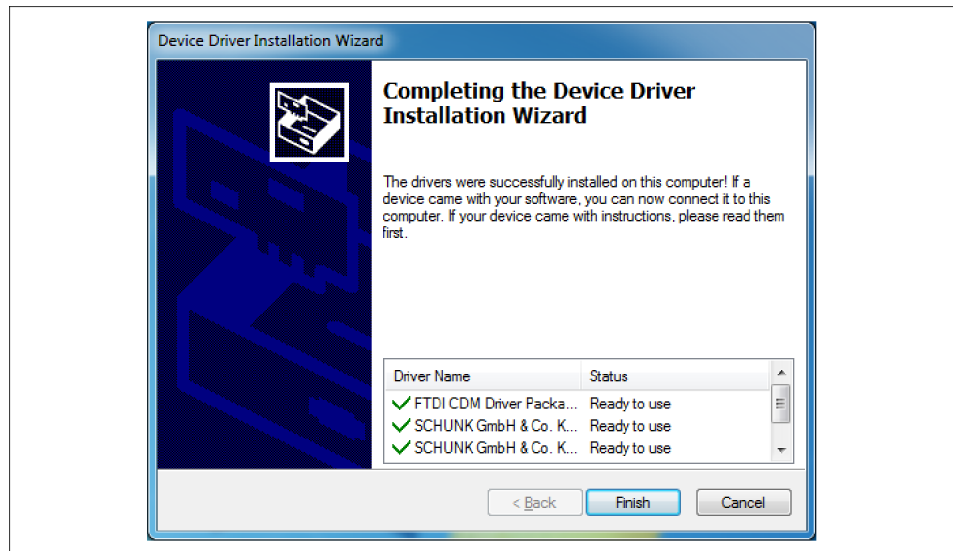 Device Driver Installation Wizard
Completing the Device Driver
Installation Wizard
The drivers were successfully installed on this computer! If a
device came with your software, you can now connect it to this
computer. If your device came with instructions, please read them
first.
Driver Name Status
FTDI CDM Driver Packa... Ready to use
SCHUNK GmbH & Co. K... Ready to use
SCHUNK GmbH & Co. K... Ready to use
< Back Finish Cancel